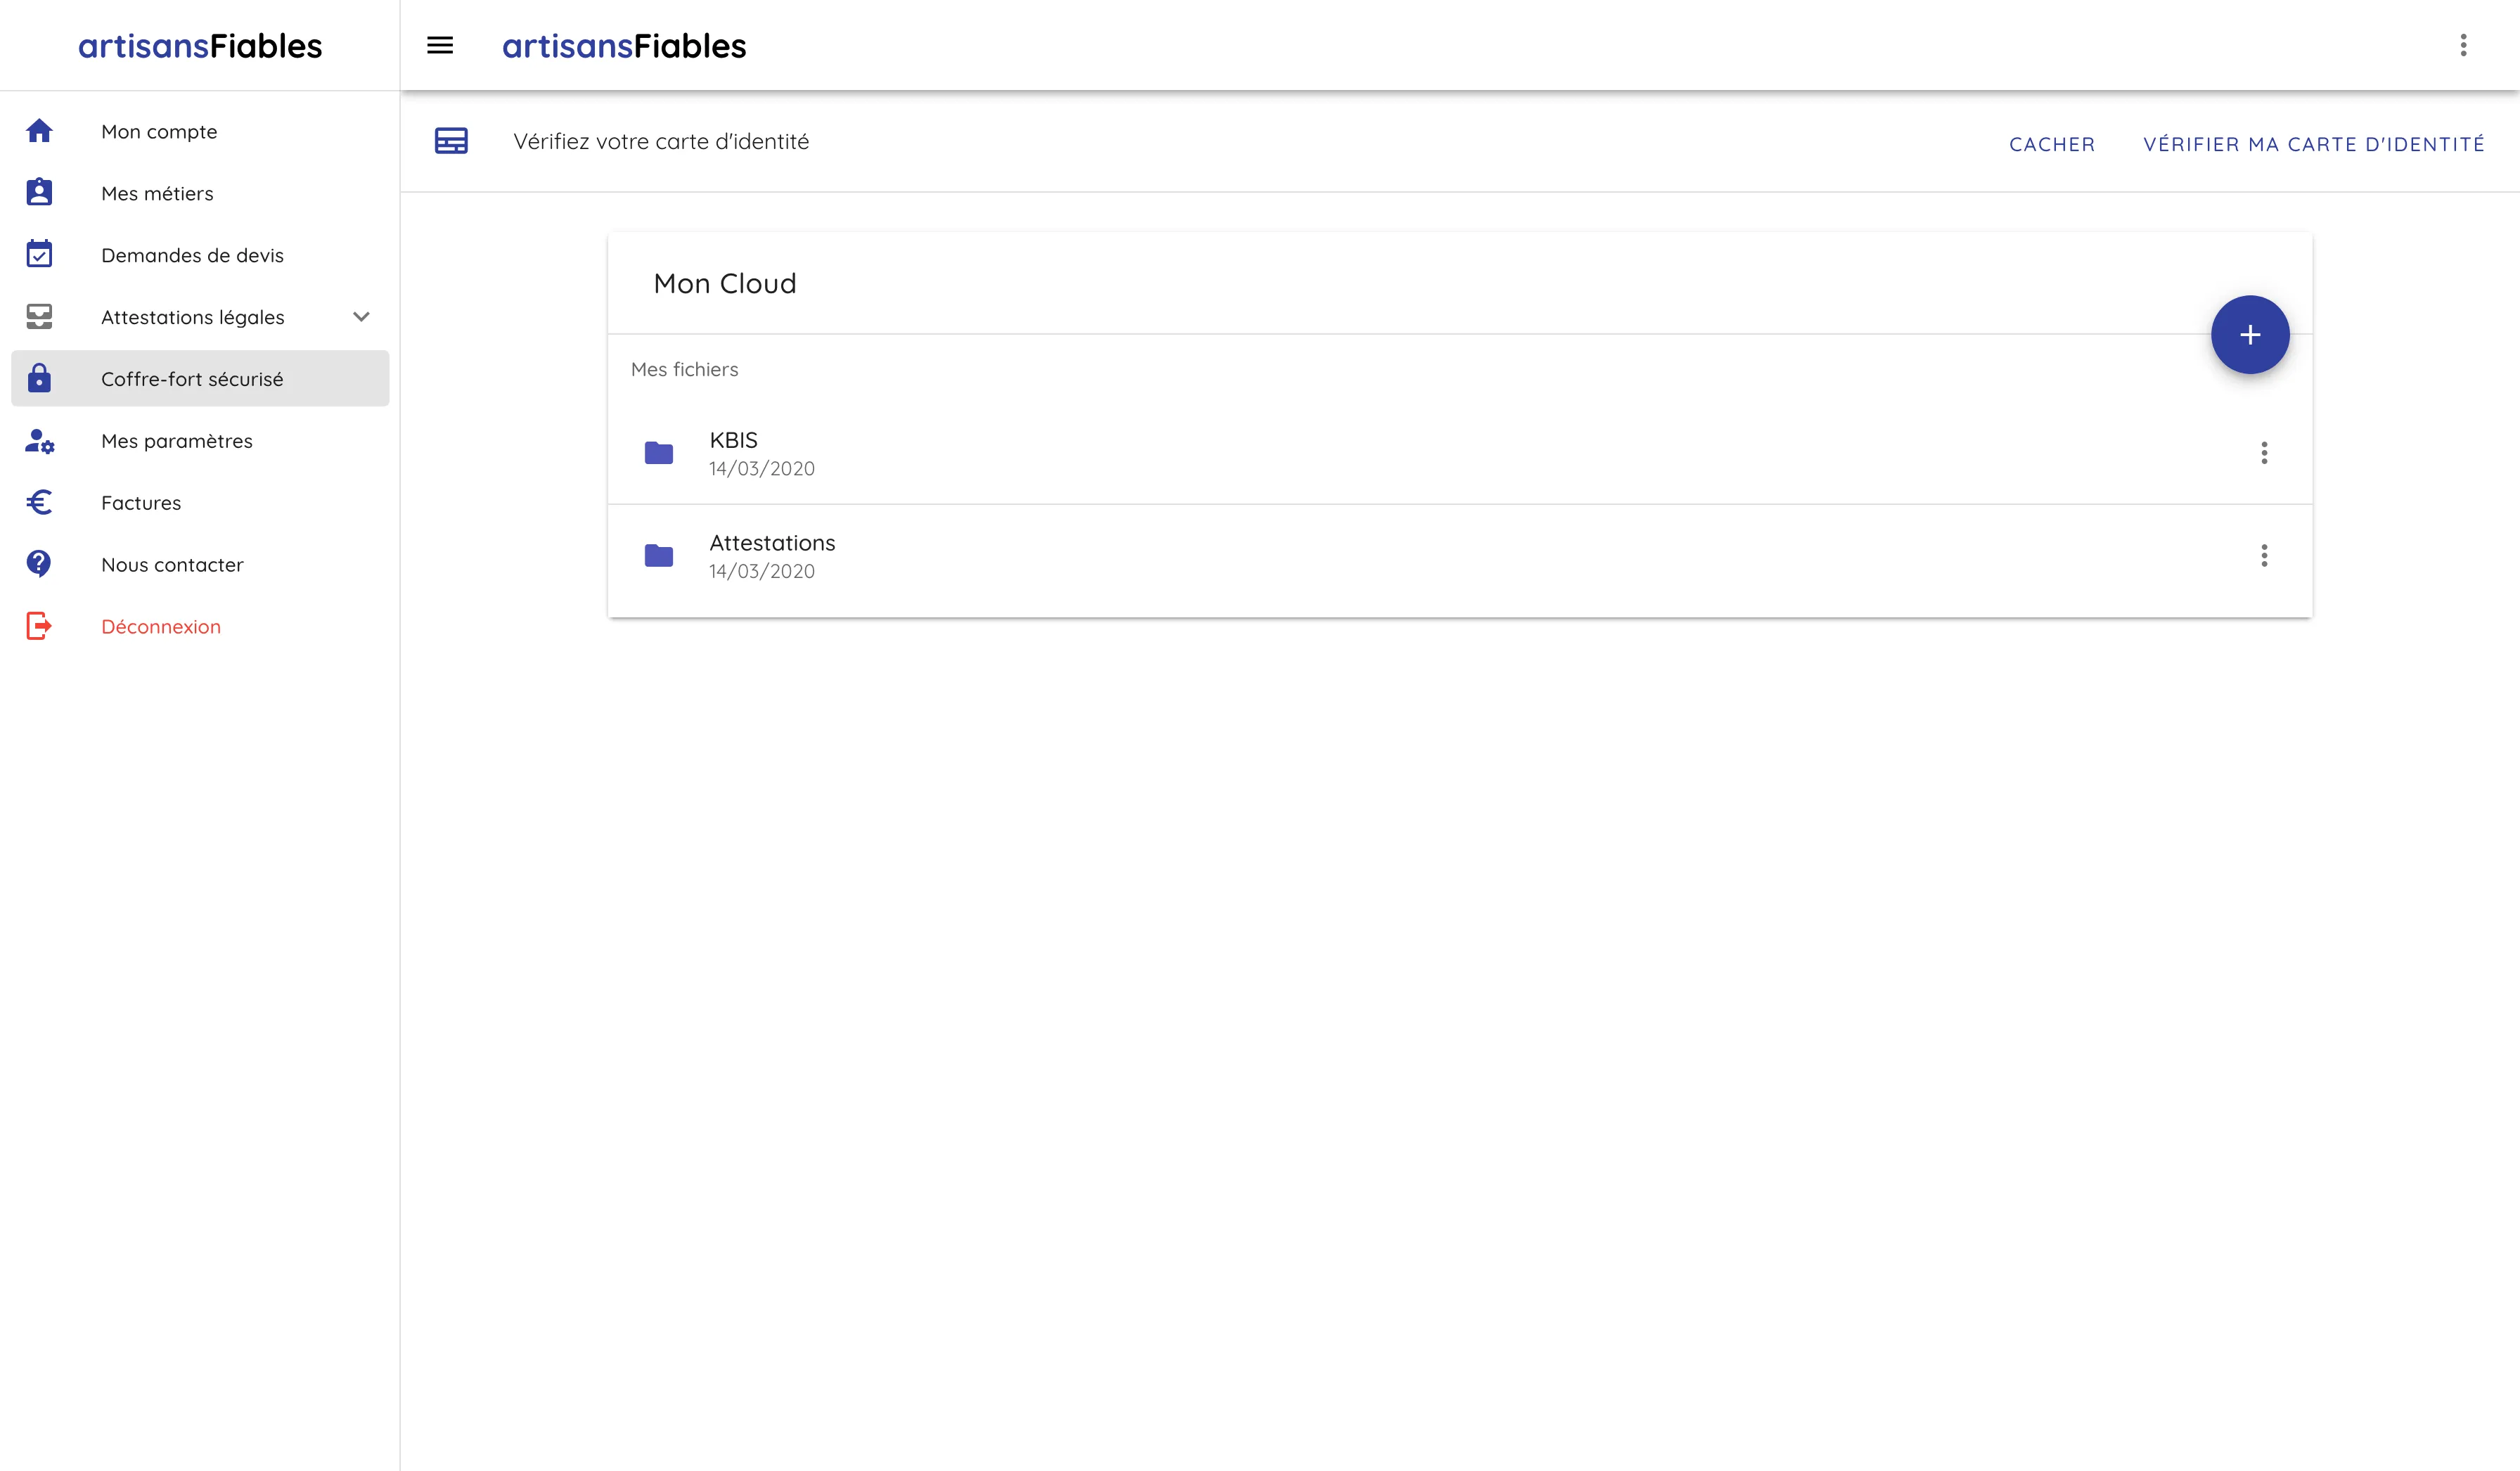 artisansFiables
Mon compte
Mes métiers
Demandes de devis
Attestations légales
Coffre-fort sécurisé
Mes paramètres
Factures
Nous contacter
Déconnexion
artisansFiables
Vérifiez votre carte d'identité
CACHER
VÉRIFIER MA CARTE D'IDENTITÉ
Mon Cloud
Mes fichiers
KBIS
14/03/2020
Attestations
14/03/2020